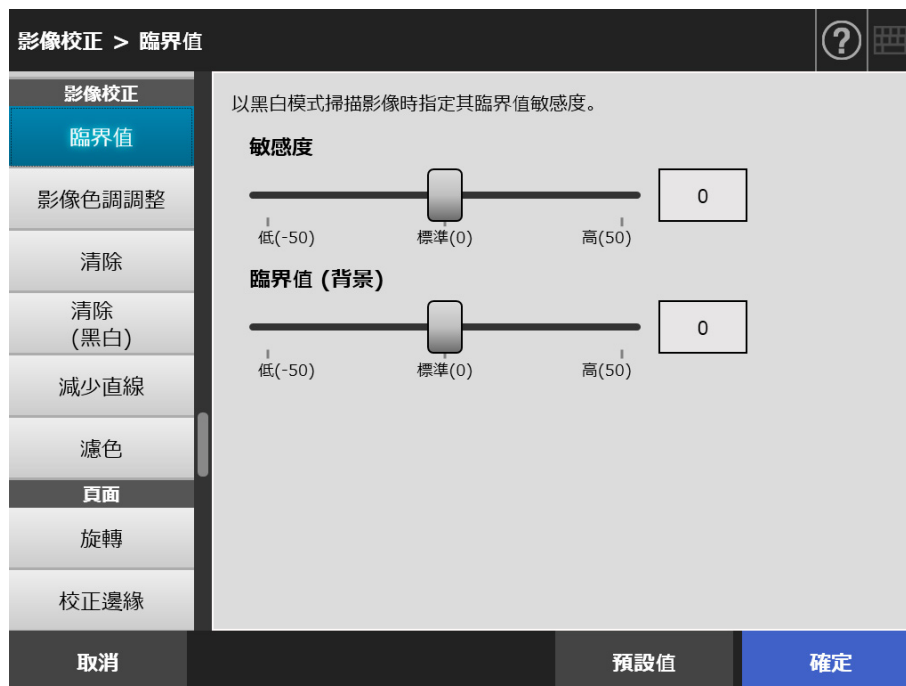 影像校正 > 臨界值
?
影像校正
臨界值
影像色調調整
清除
清除
(黑白)
減少直線
濾色
頁面
旋轉
校正邊緣
以黑白模式掃描影像時指定其臨界值敏感度。
敏感度
0
低(-50) 標準(0) 高(50)
臨界值 (背景)
0
低(-50) 標準(0) 高(50)
取消 預設值 確定